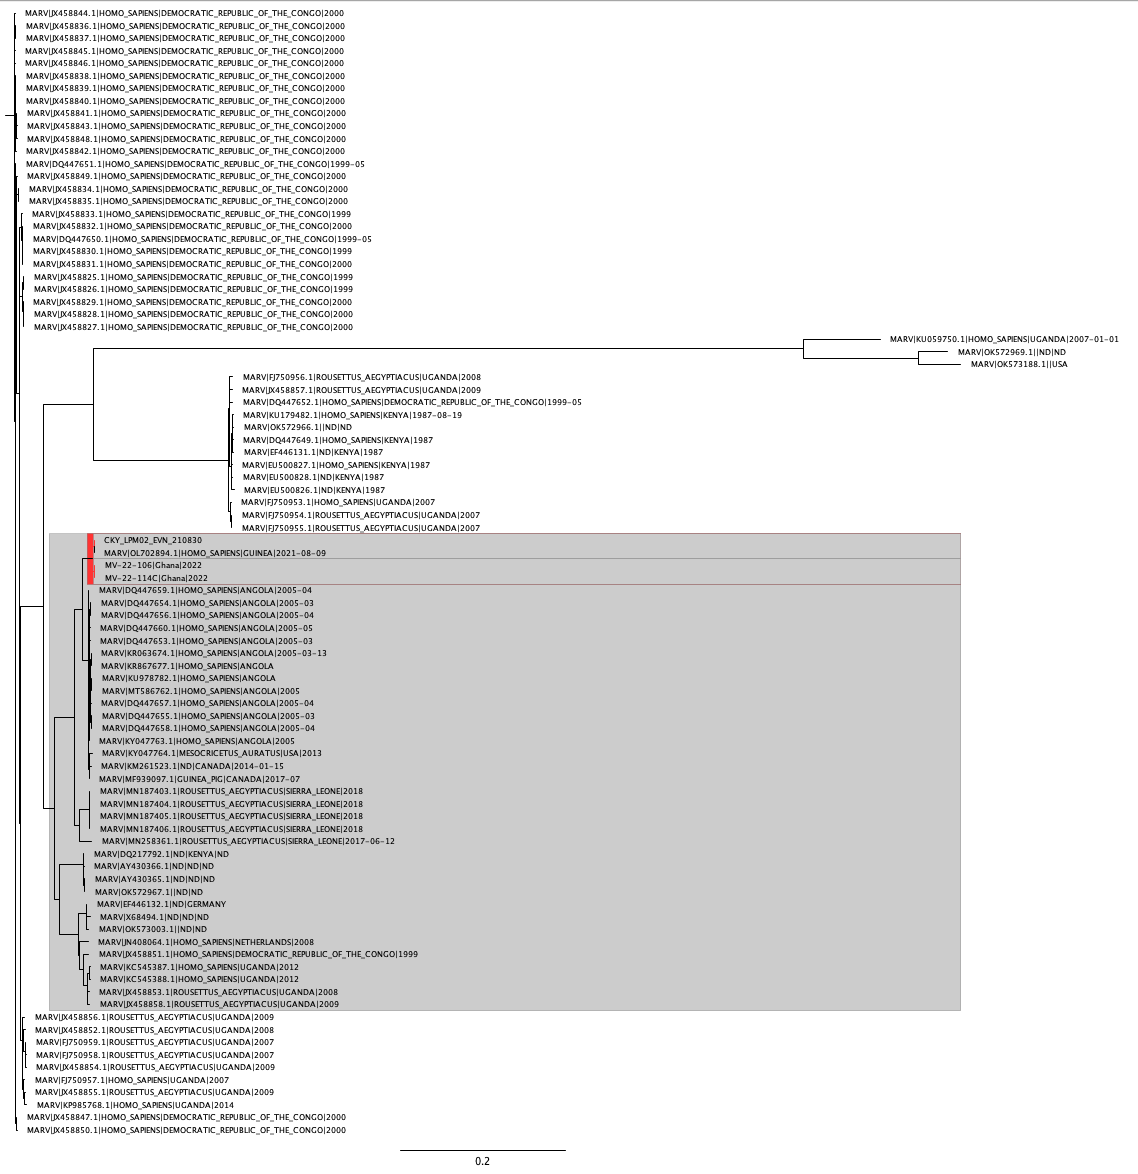 MARV|JX458844.1|HOMO_SAPIENS|DEMOCRATIC_REPUBLIC_OF_THE_CONGO|2000
MARV|JX458836.1|HOMO_SAPIENS|DEMOCRATIC_REPUBLIC_OF_THE_CONGO|2000
MARV|JX458837.1|HOMO_SAPIENS|DEMOCRATIC_REPUBLIC_OF_THE_CONGO|2000
MARV|JX458845.1|HOMO_SAPIENS|DEMOCRATIC_REPUBLIC_OF_THE_CONGO|2000
MARV|JX458846.1|HOMO_SAPIENS|DEMOCRATIC_REPUBLIC_OF_THE_CONGO|2000
MARV|JX458838.1|HOMO_SAPIENS|DEMOCRATIC_REPUBLIC_OF_THE_CONGO|2000
MARV|JX458839.1|HOMO_SAPIENS|DEMOCRATIC_REPUBLIC_OF_THE_CONGO|2000
MARV|JX458840.1|HOMO_SAPIENS|DEMOCRATIC_REPUBLIC_OF_THE_CONGO|2000
MARV|JX458841.1|HOMO_SAPIENS|DEMOCRATIC_REPUBLIC_OF_THE_CONGO|2000
MARV|JX458843.1|HOMO_SAPIENS|DEMOCRATIC_REPUBLIC_OF_THE_CONGO|2000
MARV|JX458848.1|HOMO_SAPIENS|DEMOCRATIC_REPUBLIC_OF_THE_CONGO|2000
MARV|JX458842.1|HOMO_SAPIENS|DEMOCRATIC_REPUBLIC_OF_THE_CONGO|2000
MARV|DQ447651.1|HOMO_SAPIENS|DEMOCRATIC_REPUBLIC_OF_THE_CONGO|1999-05
MARV|JX458849.1|HOMO_SAPIENS|DEMOCRATIC_REPUBLIC_OF_THE_CONGO|2000
MARV|JX458834.1|HOMO_SAPIENS|DEMOCRATIC_REPUBLIC_OF_THE_CONGO|2000
MARV|JX458835.1|HOMO_SAPIENS|DEMOCRATIC_REPUBLIC_OF_THE_CONGO|2000
MARV|JX458833.1|HOMO_SAPIENS|DEMOCRATIC_REPUBLIC_OF_THE_CONGO|1999
MARV|JX458832.1|HOMO_SAPIENS|DEMOCRATIC_REPUBLIC_OF_THE_CONGO|2000
MARV|DQ447650.1|HOMO_SAPIENS|DEMOCRATIC_REPUBLIC_OF_THE_CONGO|1999-05
MARV|JX458830.1|HOMO_SAPIENS|DEMOCRATIC_REPUBLIC_OF_THE_CONGO|1999
MARV|JX458831.1|HOMO_SAPIENS|DEMOCRATIC_REPUBLIC_OF_THE_CONGO|2000
MARV|JX458825.1|HOMO_SAPIENS|DEMOCRATIC_REPUBLIC_OF_THE_CONGO|1999
MARV|JX458826.1|HOMO_SAPIENS|DEMOCRATIC_REPUBLIC_OF_THE_CONGO|1999
MARV|JX458829.1|HOMO_SAPIENS|DEMOCRATIC_REPUBLIC_OF_THE_CONGO|2000
MARV|JX458828.1|HOMO_SAPIENS|DEMOCRATIC_REPUBLIC_OF_THE_CONGO|2000
MARV|JX458827.1|HOMO_SAPIENS|DEMOCRATIC_REPUBLIC_OF_THE_CONGO|2000
MARV|KU059750.1|HOMO_SAPIENS|UGANDA|2007-01-01
MARV|OK572969.1||ND|ND
MARV|OK573188.1||USA
MARV|FJ750956.1|ROUSETTUS_AEGYPTIACUS|UGANDA|2008
MARV|JX458857.1|ROUSETTUS_AEGYPTIACUS|UGANDA|2009
MARV|DQ447652.1|HOMO_SAPIENS|DEMOCRATIC_REPUBLIC_OF_THE_CONGO|1999-05
MARV|KU179482.1|HOMO_SAPIENS|KENYA|1987-08-19
MARV|OK572966.1||ND|ND
MARV|DQ447649.1|HOMO_SAPIENS|KENYA|1987
MARV|EF446131.1|ND|KENYA|1987
MARV|EU500827.1|HOMO_SAPIENS|KENYA|1987
MARV|EU500828.1|ND|KENYA|1987
MARV|EU500826.1|ND|KENYA|1987
MARV|FJ750953.1|HOMO_SAPIENS|UGANDA|2007
MARV|FJ750954.1|ROUSETTUS_AEGYPTIACUS|UGANDA|2007
MARV|FJ750955.1|ROUSETTUS_AEGYPTIACUS|UGANDA|2007
CKY_LPM02_EVN_210830
MARV|OL702894.1|HOMO_SAPIENS|GUINEA|2021-08-09
MV-22-106|Ghana|2022
MV-22-114C|Ghana|2022
MARV|DQ447659.1|HOMO_SAPIENS|ANGOLA|2005-04
MARV|DQ447654.1|HOMO_SAPIENS|ANGOLA|2005-03
MARV|DQ447656.1|HOMO_SAPIENS|ANGOLA|2005-04
MARV|DQ447660.1|HOMO_SAPIENS|ANGOLA|2005-05
MARV|DQ447653.1|HOMO_SAPIENS|ANGOLA|2005-03
MARV|KR063674.1|HOMO_SAPIENS|ANGOLA|2005-03-13
MARV|KR867677.1|HOMO_SAPIENS|ANGOLA
MARV|KU978782.1|HOMO_SAPIENS|ANGOLA
MARV|MT586762.1|HOMO_SAPIENS|ANGOLA|2005
MARV|DQ447657.1|HOMO_SAPIENS|ANGOLA|2005-04
MARV|DQ447655.1|HOMO_SAPIENS|ANGOLA|2005-03
MARV|DQ447658.1|HOMO_SAPIENS|ANGOLA|2005-04
MARV|KY047763.1|HOMO_SAPIENS|ANGOLA|2005
MARV|KY047764.1|MESOCRICETUS_AURATUS|USA|2013
MARV|KM261523.1|ND|CANADA|2014-01-15
MARV|MF939097.1|GUINEA_PIG|CANADA|2017-07
MARV|MN187403.1|ROUSETTUS_AEGYPTIACUS|SIERRA_LEONE|2018
MARV|MN187404.1|ROUSETTUS_AEGYPTIACUS|SIERRA_LEONE|2018
MARV|MN187405.1|ROUSETTUS_AEGYPTIACUS|SIERRA_LEONE|2018
MARV|MN187406.1|ROUSETTUS_AEGYPTIACUS|SIERRA_LEONE|2018
MARV|MN258361.1|ROUSETTUS_AEGYPTIACUS|SIERRA_LEONE|2017-06-12
MARV|DQ217792.1|ND|KENYA|ND
MARV|AY430366.1|ND|ND|ND
MARV|AY430365.1|ND|ND|ND
MARV|OK572967.1||ND|ND
MARV|EF446132.1|ND|GERMANY
MARV|X68494.1|ND|ND|ND
MARV|OK573003.1||ND|ND
MARV|JN408064.1|HOMO_SAPIENS|NETHERLANDS|2008
MARV|JX458851.1|HOMO_SAPIENS|DEMOCRATIC_REPUBLIC_OF_THE_CONGO|1999
MARV|KC545387.1|HOMO_SAPIENS|UGANDA|2012
MARV|KC545388.1|HOMO_SAPIENS|UGANDA|2012
MARV|JX458853.1|ROUSETTUS_AEGYPTIACUS|UGANDA|2008
MARV|JX458858.1|ROUSETTUS_AEGYPTIACUS|UGANDA|2009
MARV|JX458856.1|ROUSETTUS_AEGYPTIACUS|UGANDA|2009
MARV|JX458852.1|ROUSETTUS_AEGYPTIACUS|UGANDA|2008
MARV|FJ750959.1|ROUSETTUS_AEGYPTIACUS|UGANDA|2007
MARV|FJ750958.1|ROUSETTUS_AEGYPTIACUS|UGANDA|2007
MARV|JX458854.1|ROUSETTUS_AEGYPTIACUS|UGANDA|2009
MARV|FJ750957.1|HOMO_SAPIENS|UGANDA|2007
MARV|JX458855.1|ROUSETTUS_AEGYPTIACUS|UGANDA|2009
MARV|KP985768.1|HOMO_SAPIENS|UGANDA|2014
MARV|JX458847.1|HOMO_SAPIENS|DEMOCRATIC_REPUBLIC_OF_THE_CONGO|2000
MARV|JX458850.1|HOMO_SAPIENS|DEMOCRATIC_REPUBLIC_OF_THE_CONGO|2000
0.2